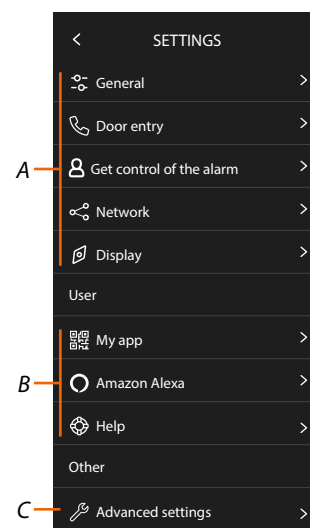 SETTINGS
General
Door entry
A
Get control of the alarm
Network
Display
User
My app
B
Amazon Alexa
Help
Other
C
Advanced settings